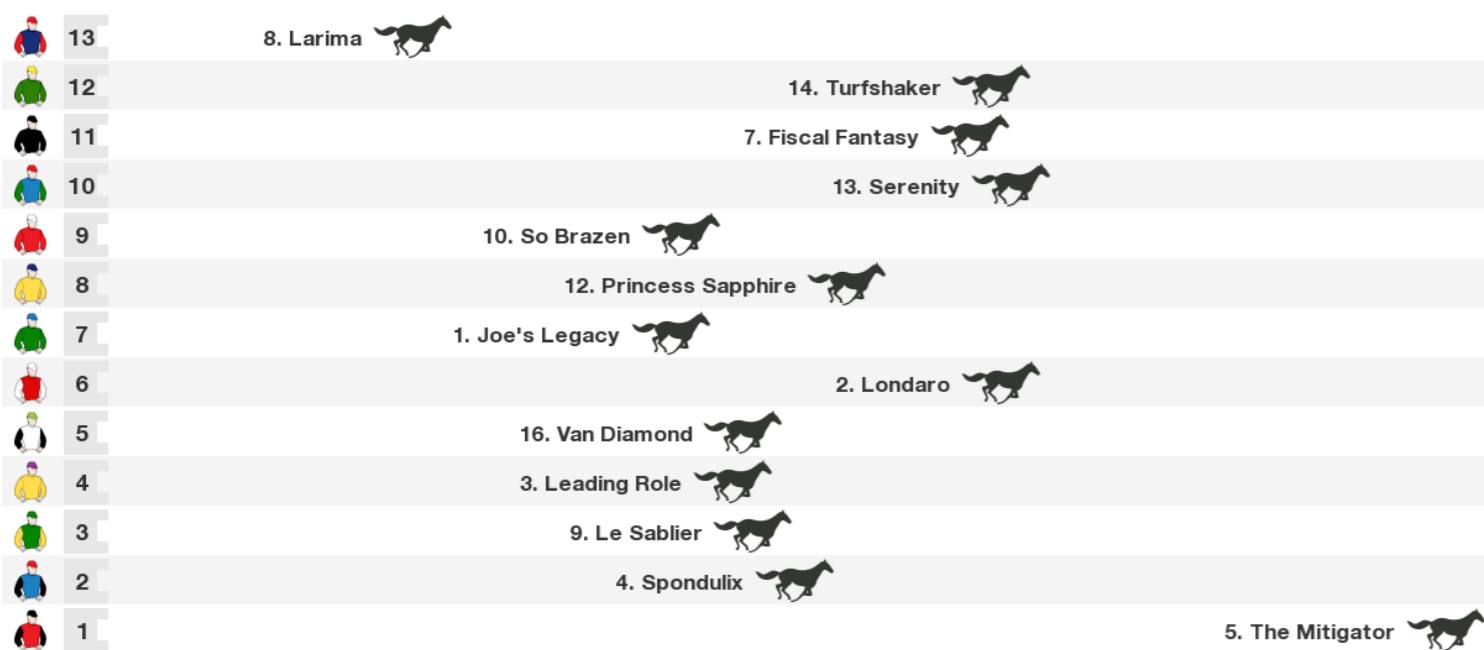 13 8. Larima
12 14. Turfshaker
11 7. Fiscal Fantasy
10 13. Serenity
9 10. So Brazen
8 12. Princess Sapphire
7 1. Joe's Legacy
6 2. Londaro
5 16. Van Diamond
4 3. Leading Role
3 9. Le Sablier
2 4. Spondulix
1 5. The Mitigator